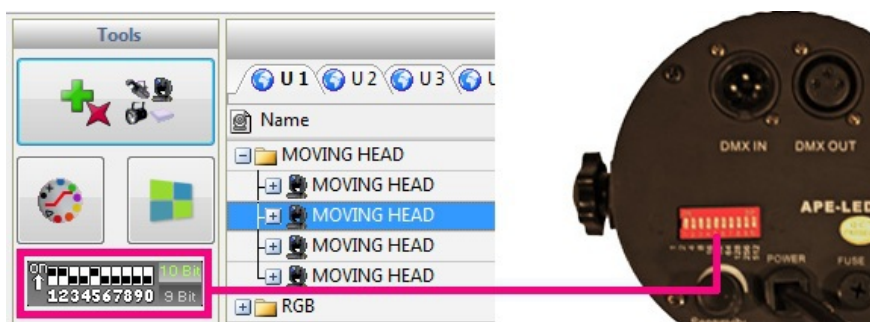 Tools
U 1 U 2 U 3
Name
MOVING HEAD
MOVING HEAD
MOVING HEAD
MOVING HEAD
MOVING HEAD
RGB
on
10 Bit
1234567890 9 Bit
DMX IN DMX OUT
APE-LED
POWER FUSE